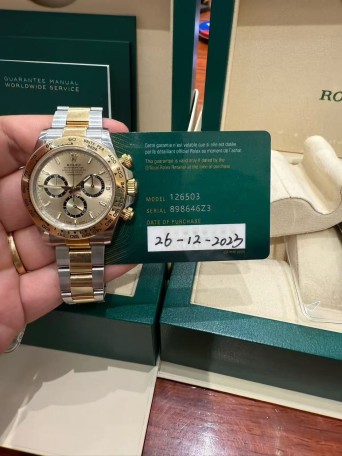 GUARANTEE MANUAL
WORLDWIDE SERVICE
RO
Cette garantie n'est valable que si elle est datée
par le détaillant officiel Rolex au moment de l'achat
This guarantee is valid only if dated by the
Official Rolex Retailer at the time of purchase
MODEL 126503
SERIAL 898646Z3
DATE OF PURCHASE
26-12-2023